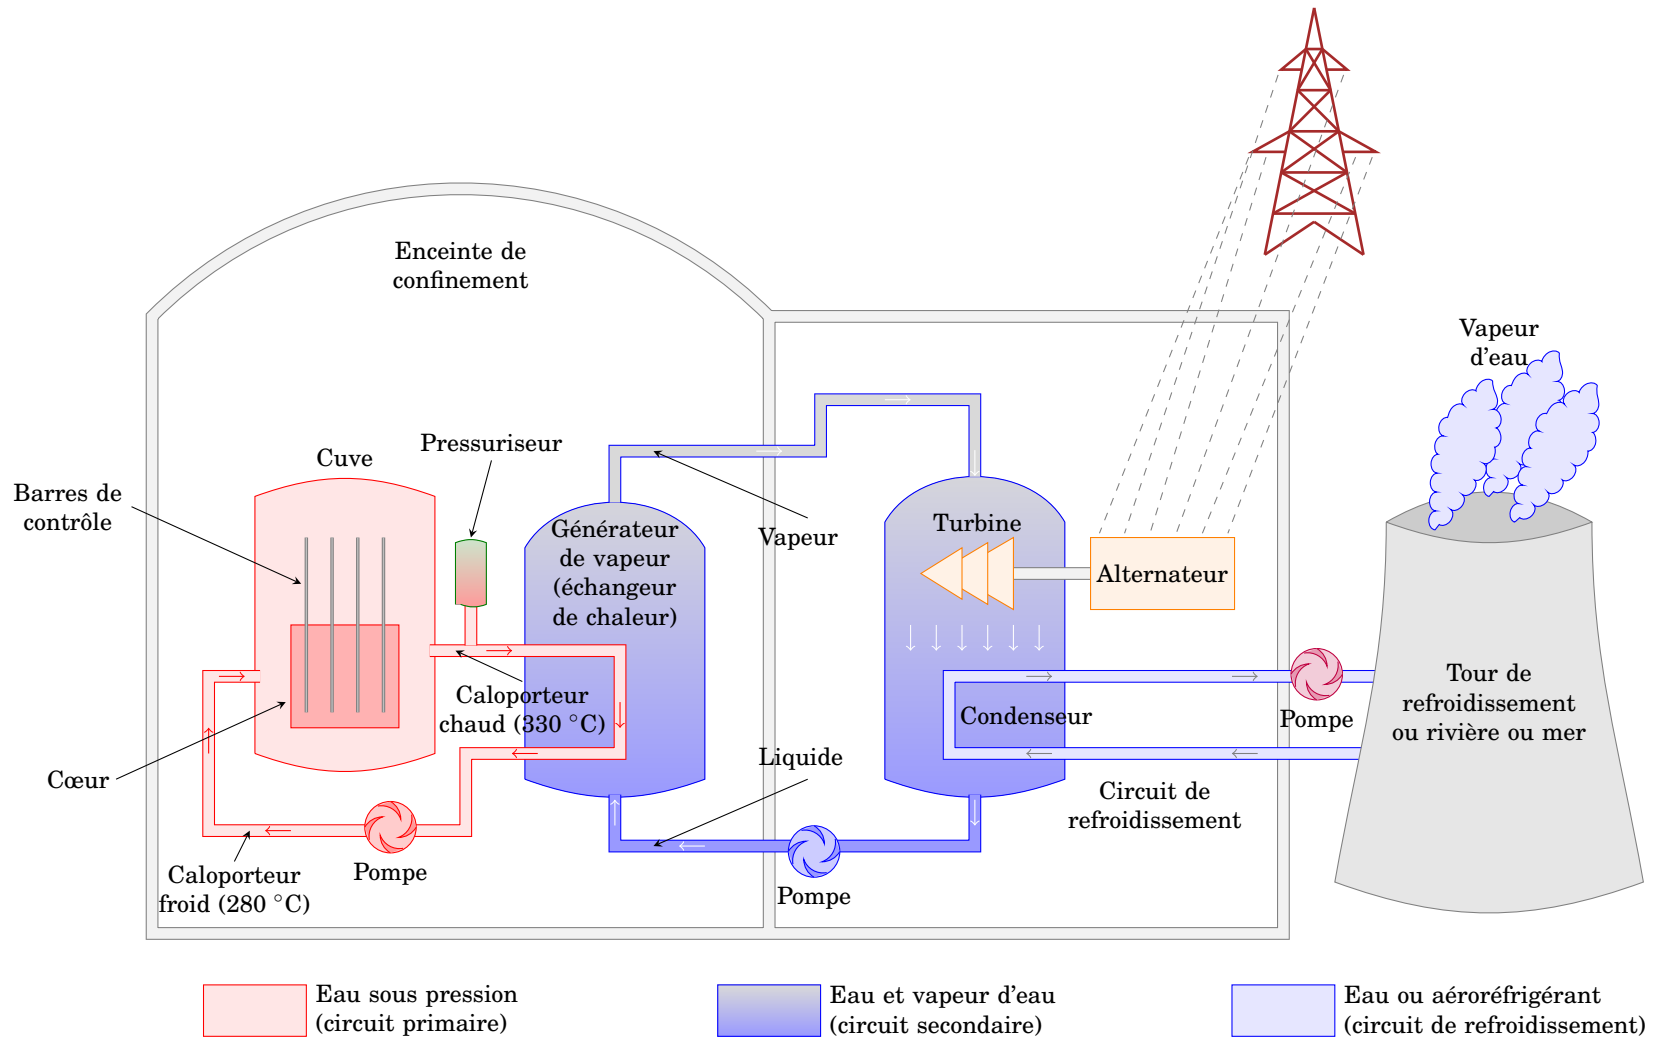 Enceinte de
confinement
Vapeur
d'eau
Pressuriseur
Cuve
Barres de
contrôle
Générateur
de vapeur
(échangeur
de chaleur)
Vapeur
Turbine
Alternateur
Caloporteur
chaud (330 °C)
Condenseur
Pompe
Tour de
refroidissement
ou rivière ou mer
Cœur
Liquide
Circuit de
refroidissement
Caloporteur
froid (280 °C)
Pompe
Pompe
Eau sous pression
(circuit primaire)
Eau et vapeur d'eau
(circuit secondaire)
Eau ou aéroréfrigérant
(circuit de refroidissement)